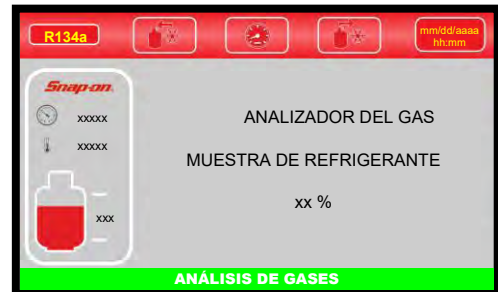 R134a
mm/dd/aaaa
hh:mm
Snap-on
xxxxx
xxxxx
xxx
ANALIZADOR DEL GAS
MUESTRA DE REFRIGERANTE
xx %
ANÁLISIS DE GASES